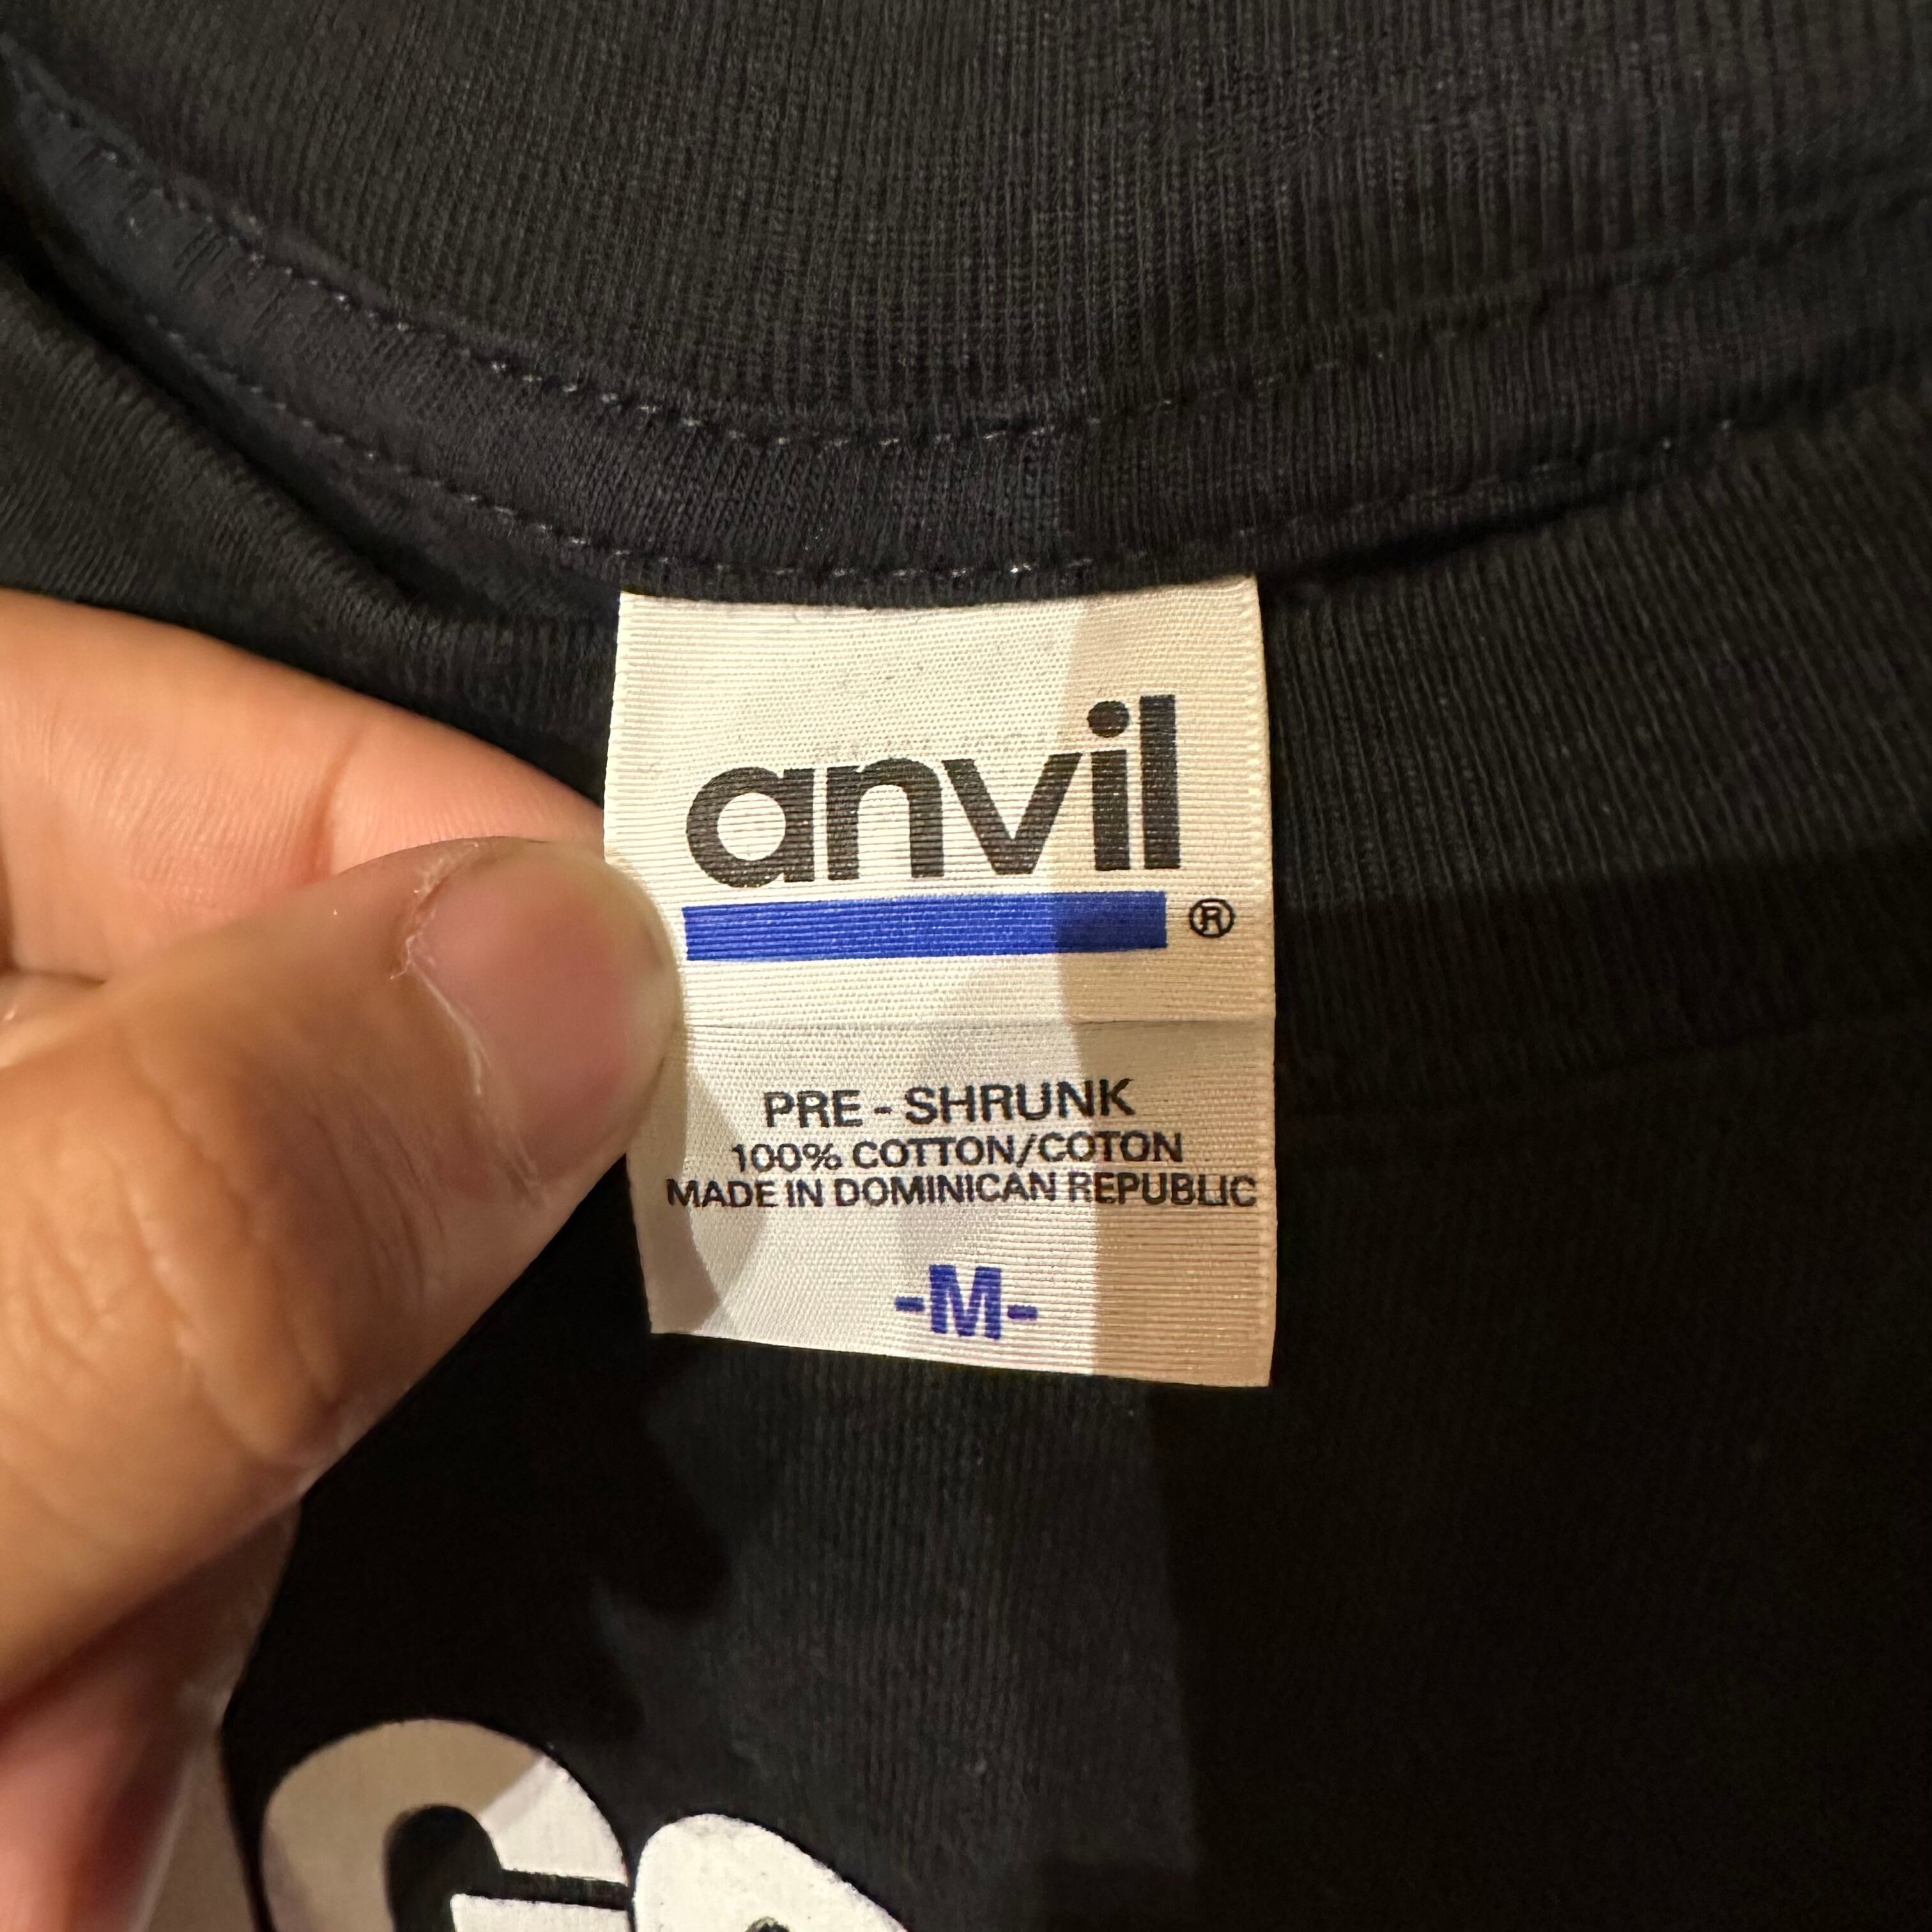 anvil
®
PRE - SHRUNK
100% COTTON/COTON
MADE IN DOMINICAN REPUBLIC
-M-